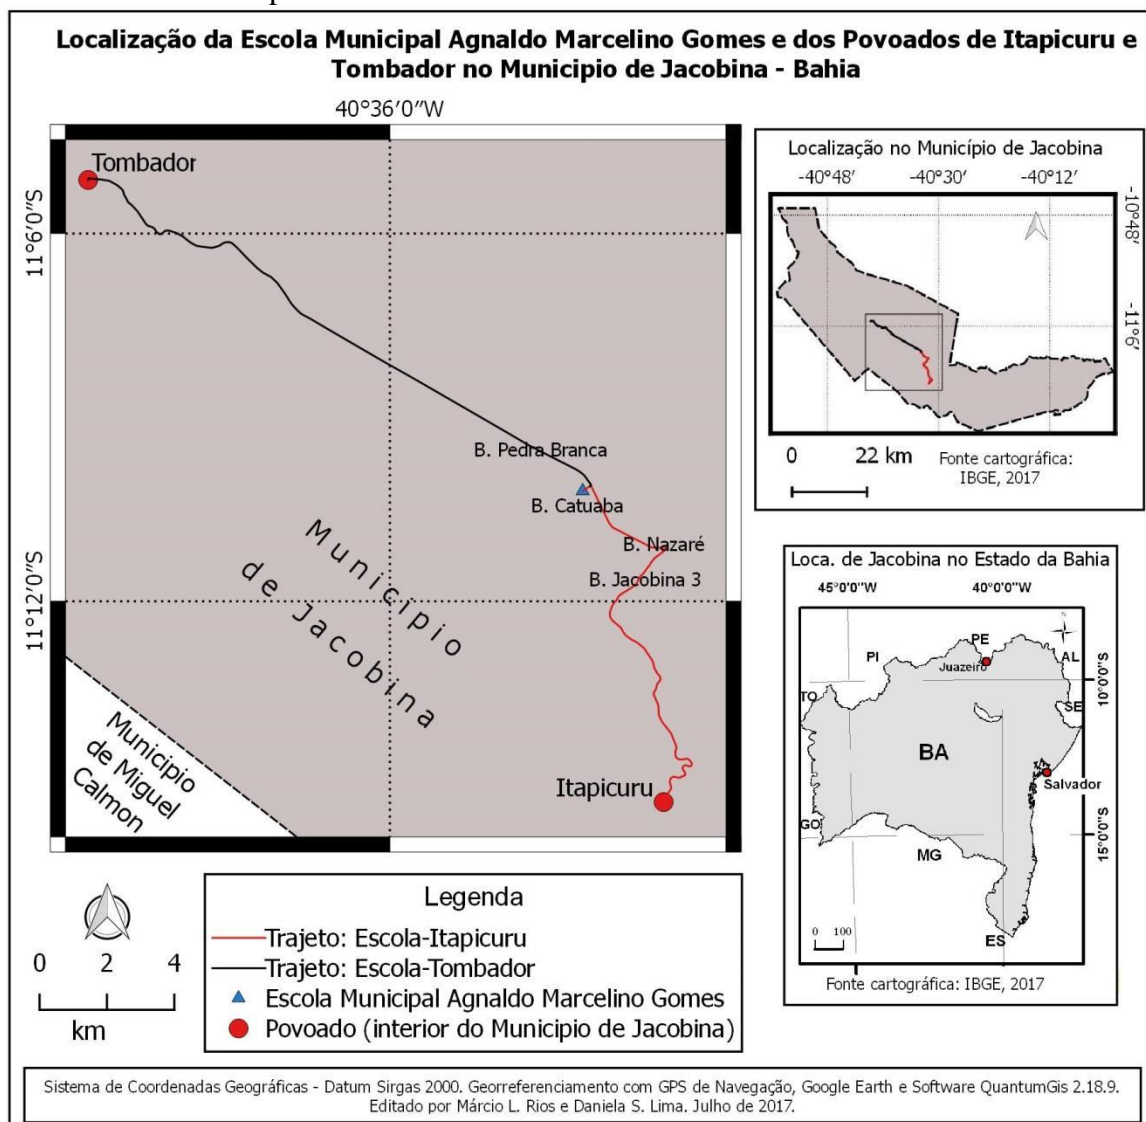 Localização da Escola Municipal Agnaldo Marcelino Gomes e dos Povoados de Itapicuru e
Tombador no Municipio de Jacobina - Bahia
40°36′0″W
Tombador
11°6′0″S
B. Pedra Branca
B. Catuaba
B. Nazaré
B. Jacobina 3
11°12′0″S
Municipio
de Jacobina
Municipio
de Miguel
Calmon
Itapicuru
Localização no Município de Jacobina
-40°48′
-40°30′
-40°12′
-10°48′
-11°6′
0
22 km
Fonte cartográfica:
IBGE, 2017
Loca. de Jacobina no Estado da Bahia
45°0'0"W
40°0'0"W
N
PE
PI
Juazeiro
AL
10°0'0"S
TO
SE
BA
Salvador
GO
15°0'0"S
MG
ES
0 100
Fonte cartográfica: IBGE, 2017
0 2 4
km
Legenda
Trajeto: Escola-Itapicuru
Trajeto: Escola-Tombador
Escola Municipal Agnaldo Marcelino Gomes
Povoado (interior do Municipio de Jacobina)
Sistema de Coordenadas Geográficas - Datum Sirgas 2000. Georreferenciamento com GPS de Navegação, Google Earth e Software QuantumGis 2.18.9.
Editado por Márcio L. Rios e Daniela S. Lima. Julho de 2017.